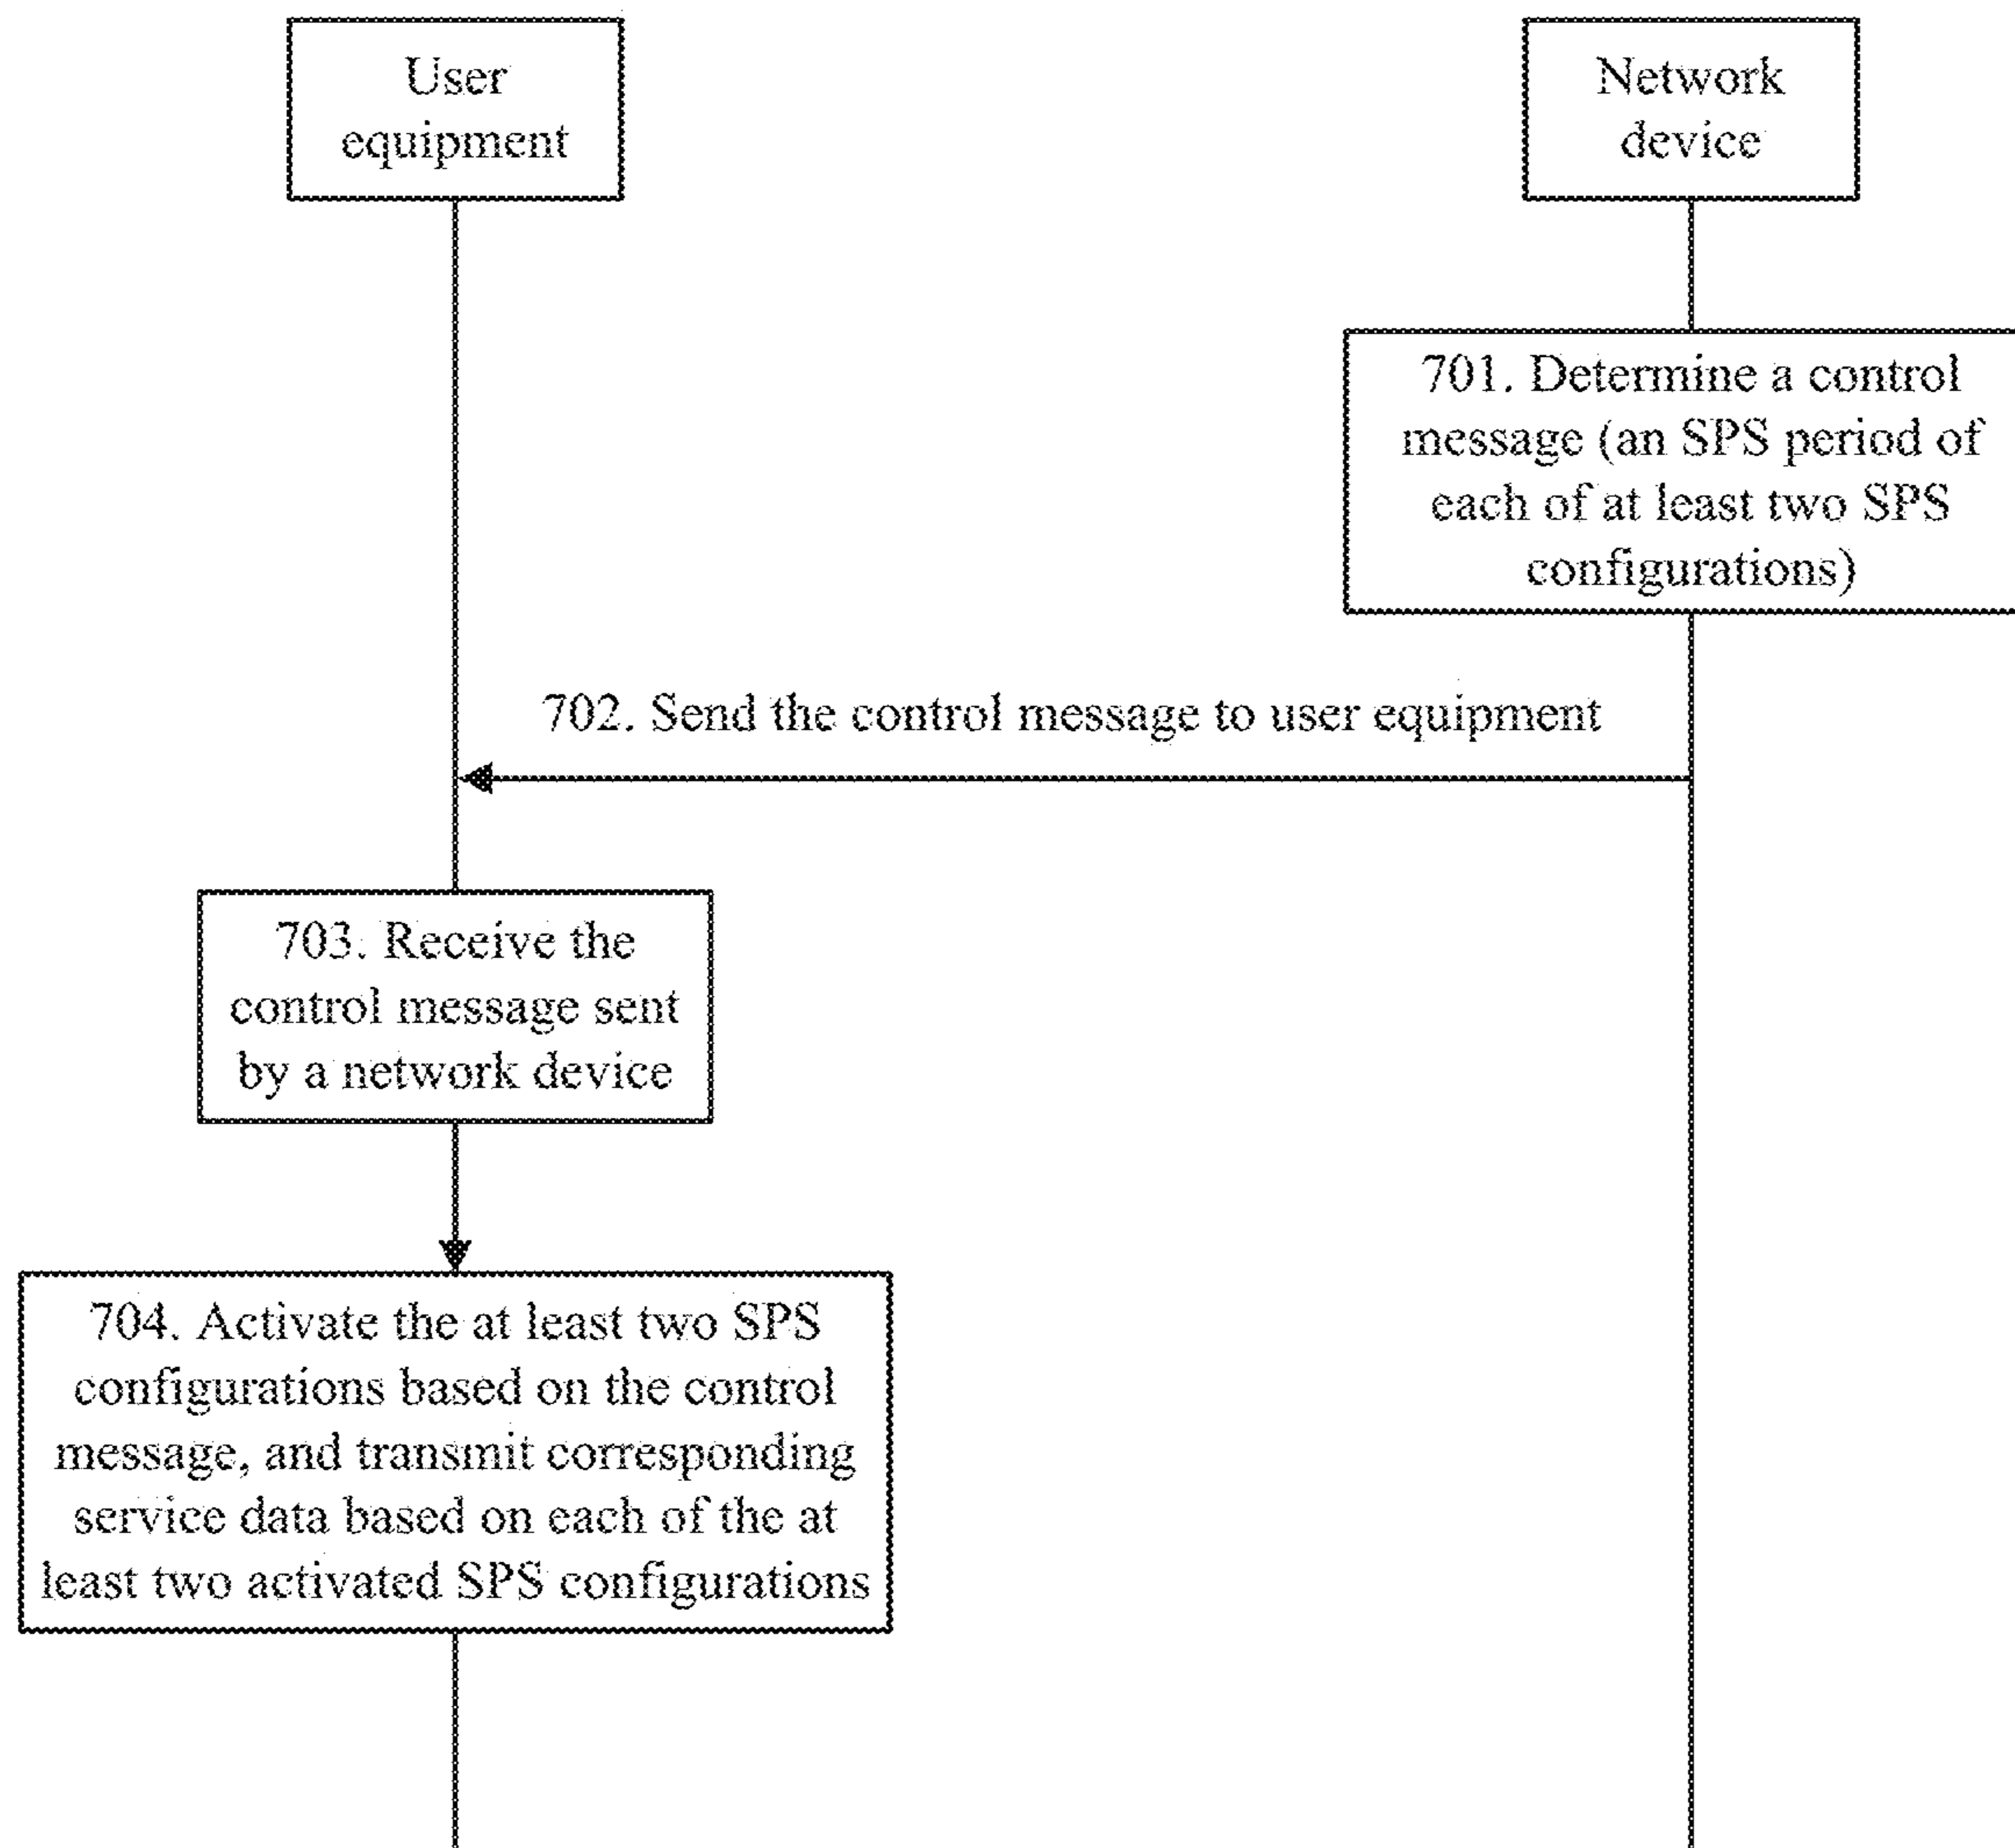 User
equipment
Network
device
701. Determine a control
message (an SPS period of
each of at least two SPS
configurations)
702. Send the control message to user equipment
703. Receive the
control message sent
by a network device
704. Activate the at least two SPS
configurations based on the control
message, and transmit corresponding
service data based on each of the at
least two activated SPS configurations